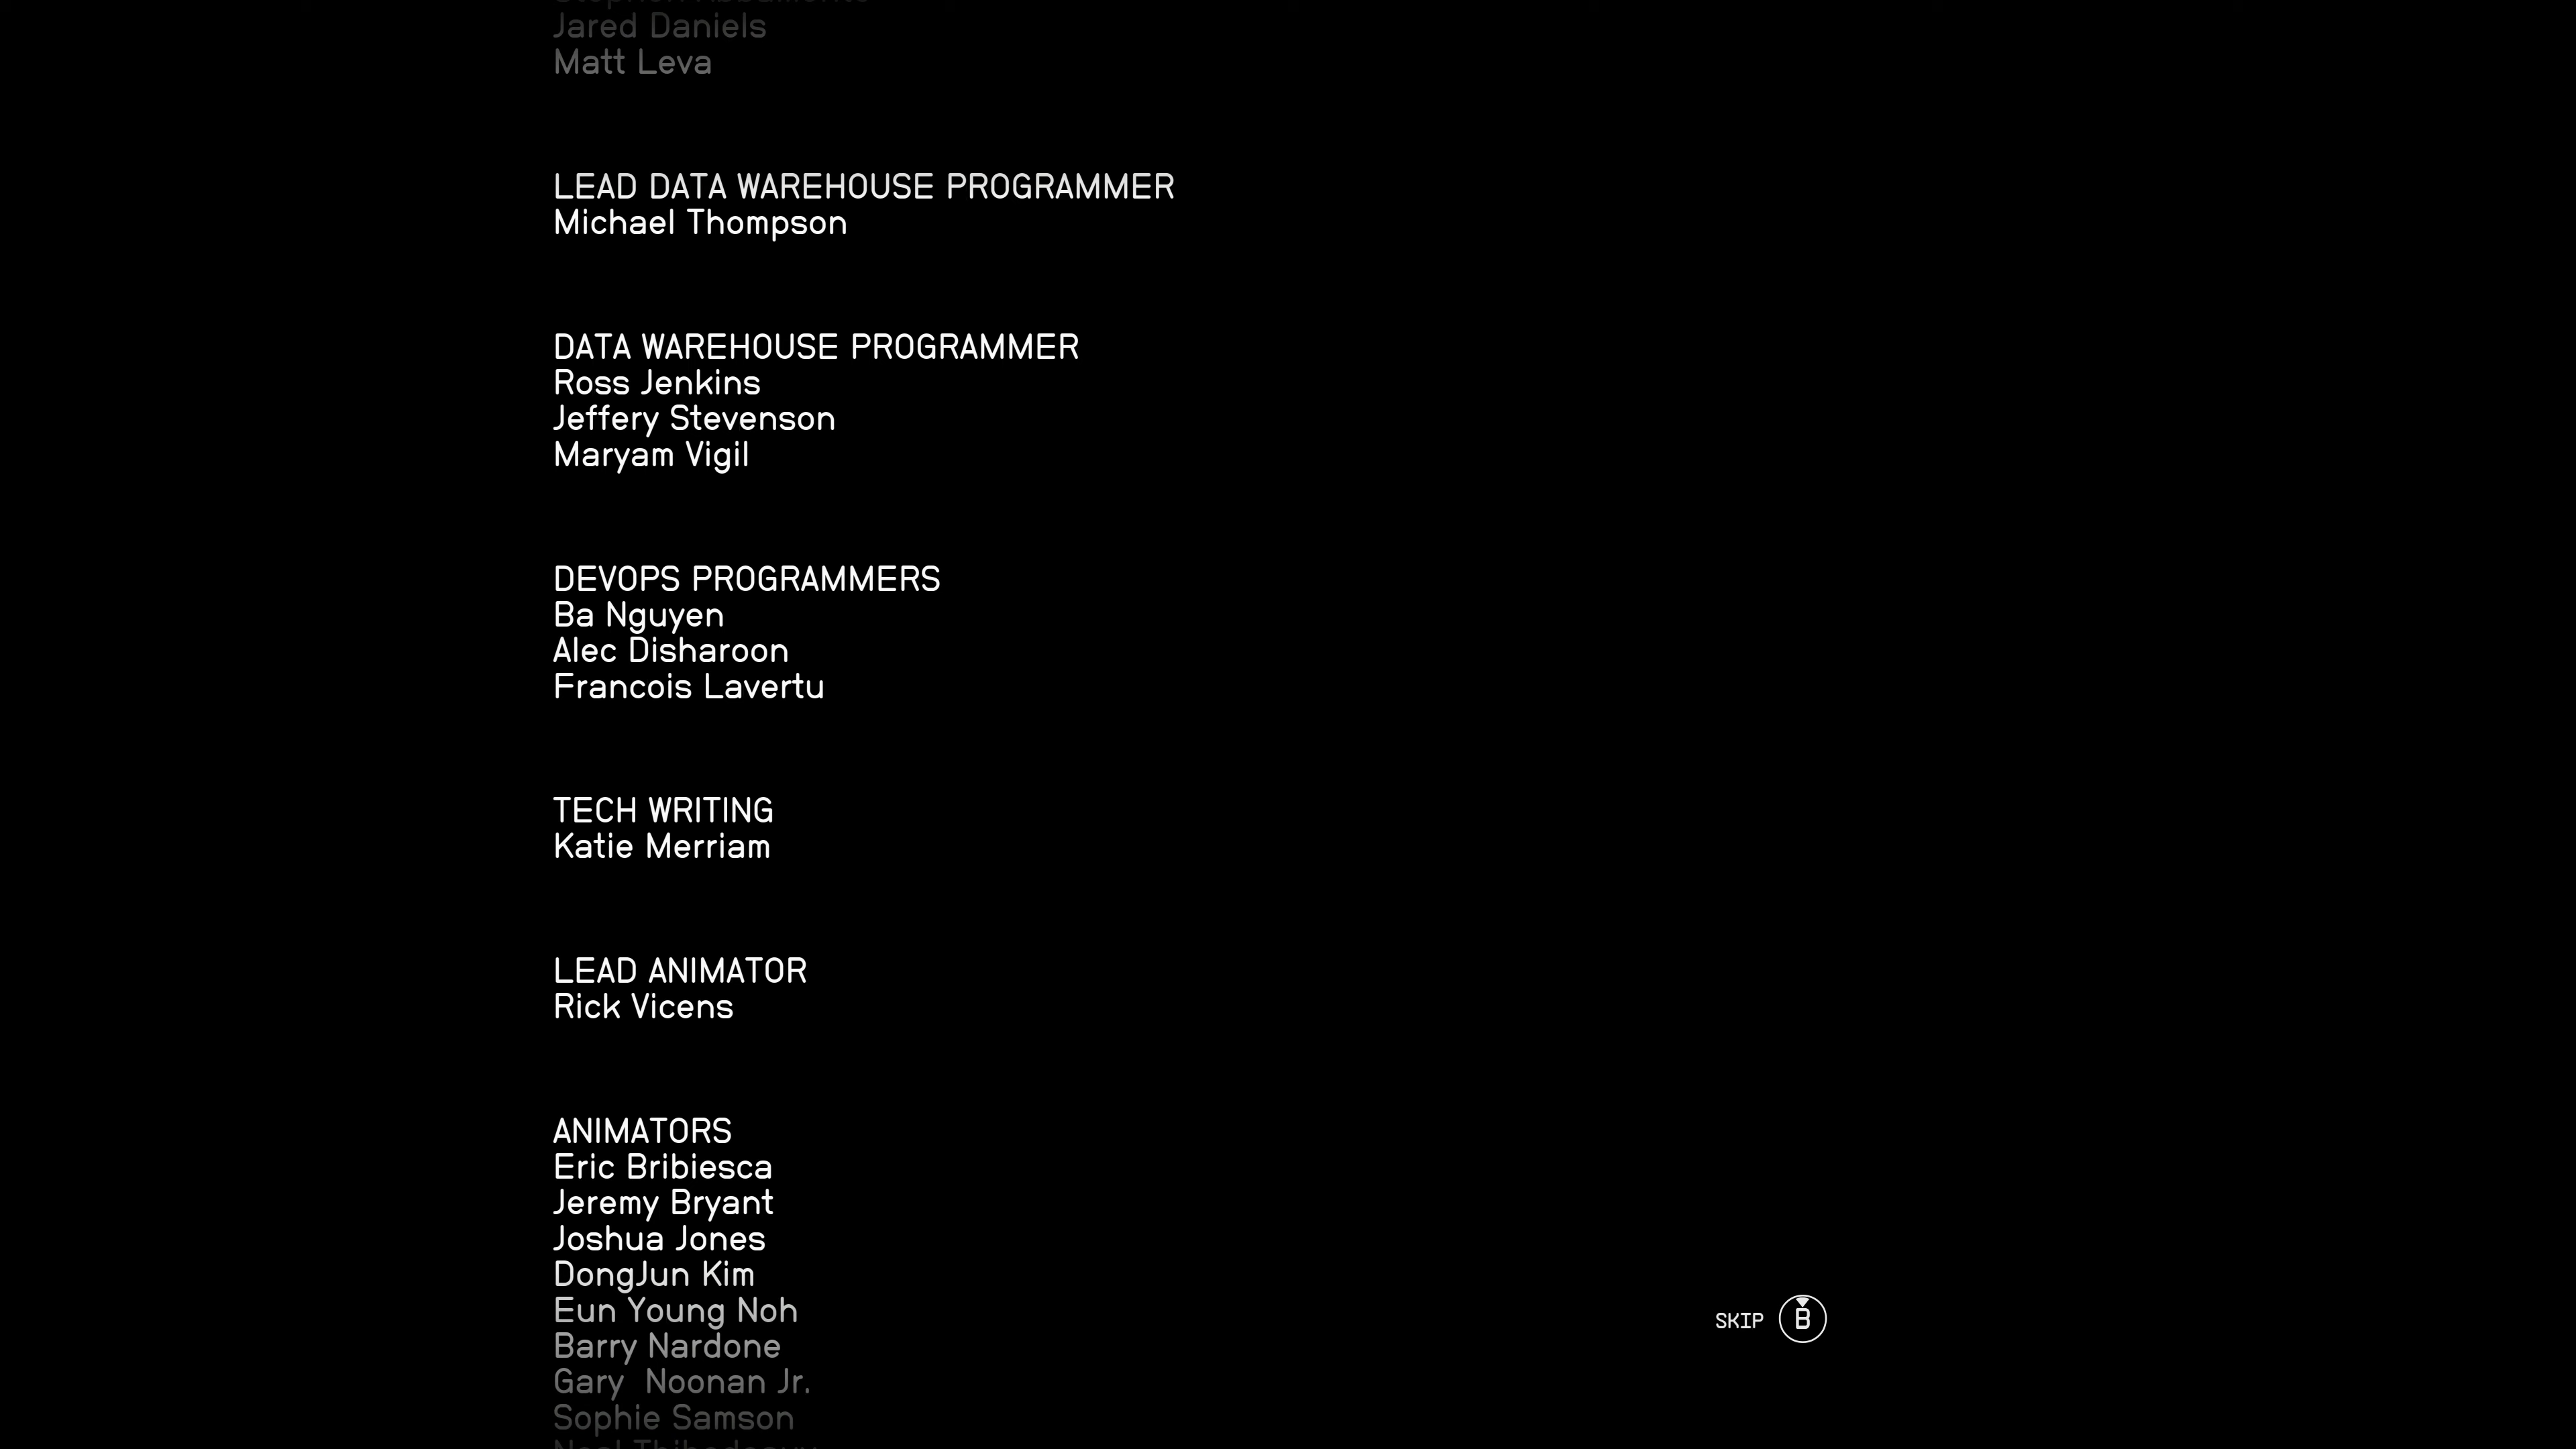 Jared Daniels
Matt Leva
LEAD DATA WAREHOUSE PROGRAMMER
Michael Thompson
DATA WAREHOUSE PROGRAMMER
Ross Jenkins
Jeffery Stevenson
Maryam Vigil
DEVOPS PROGRAMMERS
Ba Nguyen
Alec Disharoon
Francois Lavertu
TECH WRITING
Katie Merriam
LEAD ANIMATOR
Rick Vicens
ANIMATORS
Eric Bribiesca
Jeremy Bryant
Joshua Jones
DongJun Kim
Eun Young Noh
Barry Nardone
Gary  Noonan Jr.
Sophie Samson
SKIP B